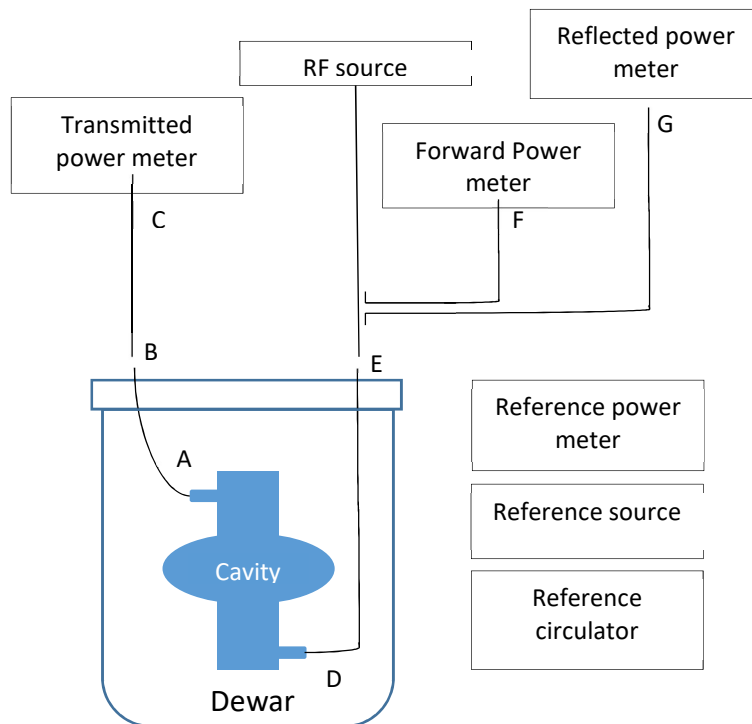 Reflected power
meter
RF source
G
Transmitted
power meter
Forward Power
meter
C
F
B
E
Reference power
meter
A
Reference source
Cavity
Reference
circulator
D
Dewar